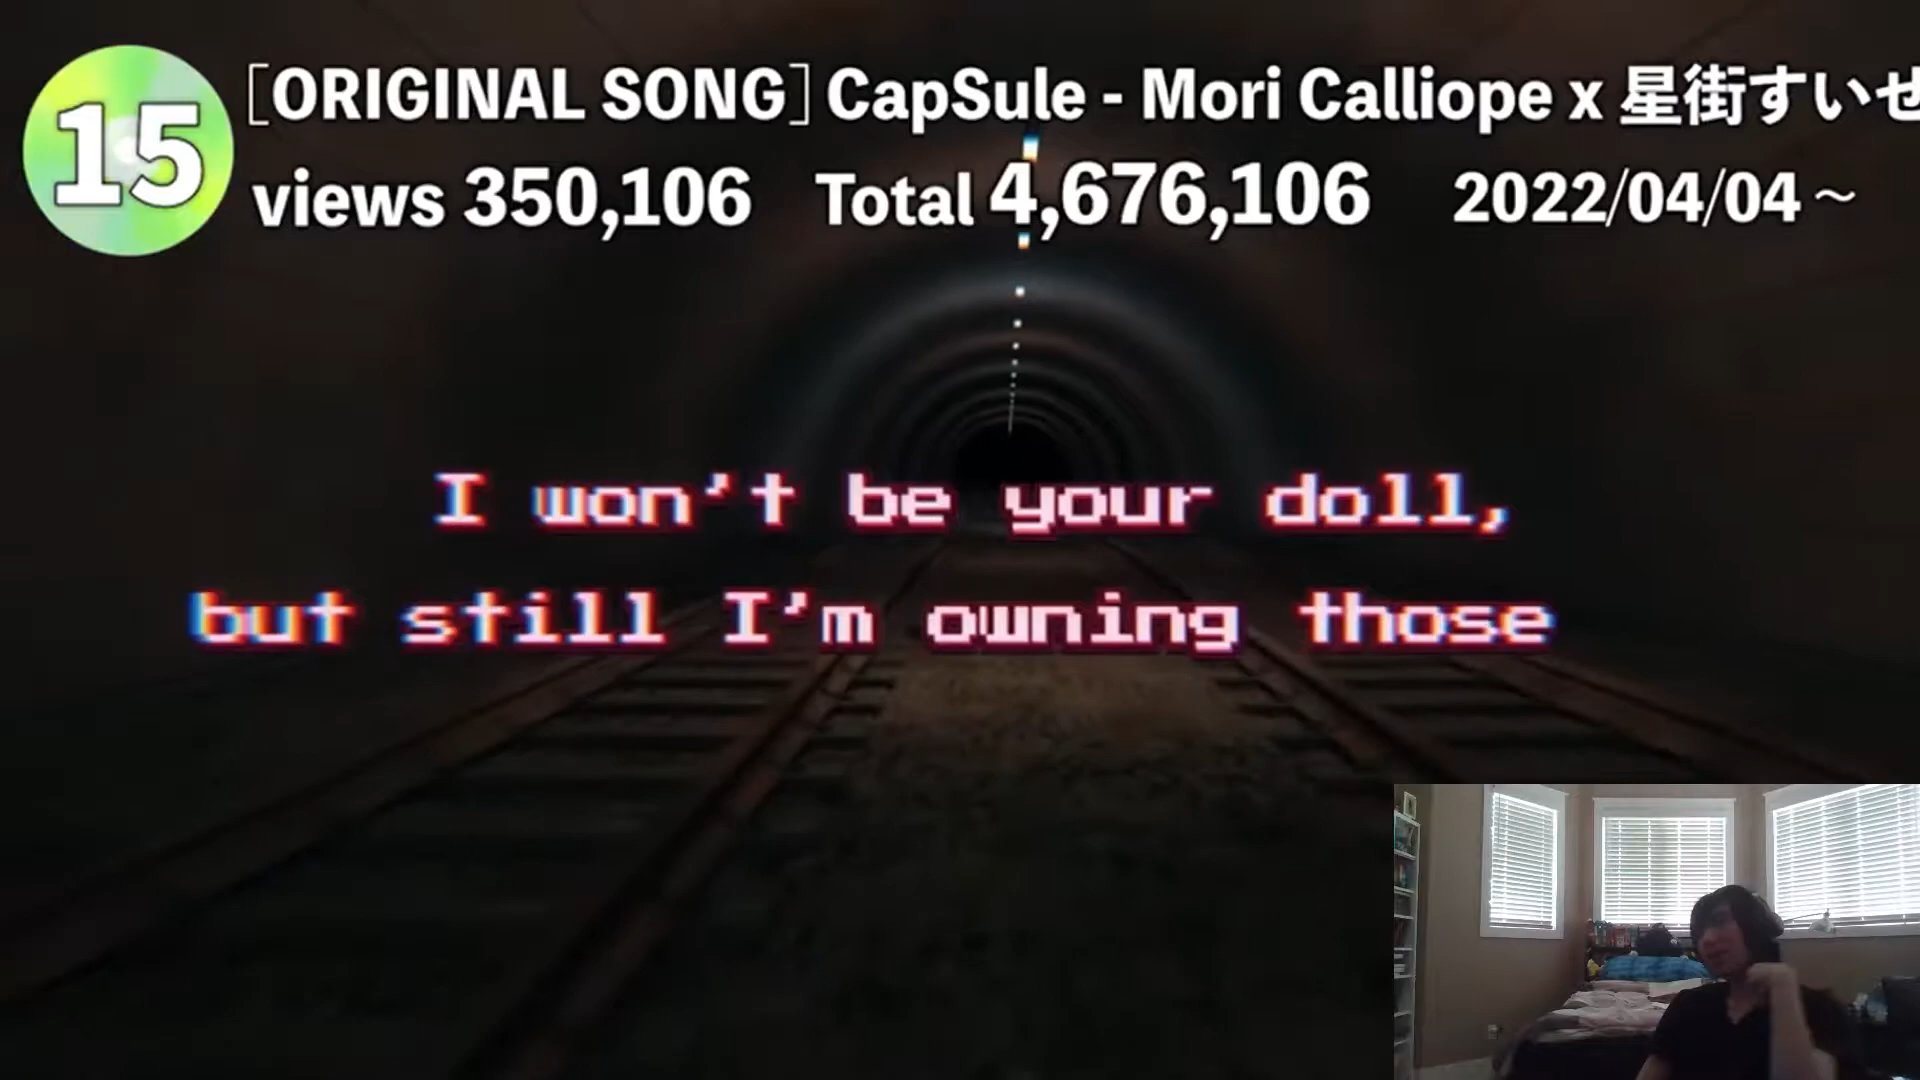 15
[ORIGINAL SONG] CapSule - Mori Calliope x 星街すいせ
views 350,106 Total 4,676,106 2022/04/04～
I won't be your doll,
but still I'm owning those